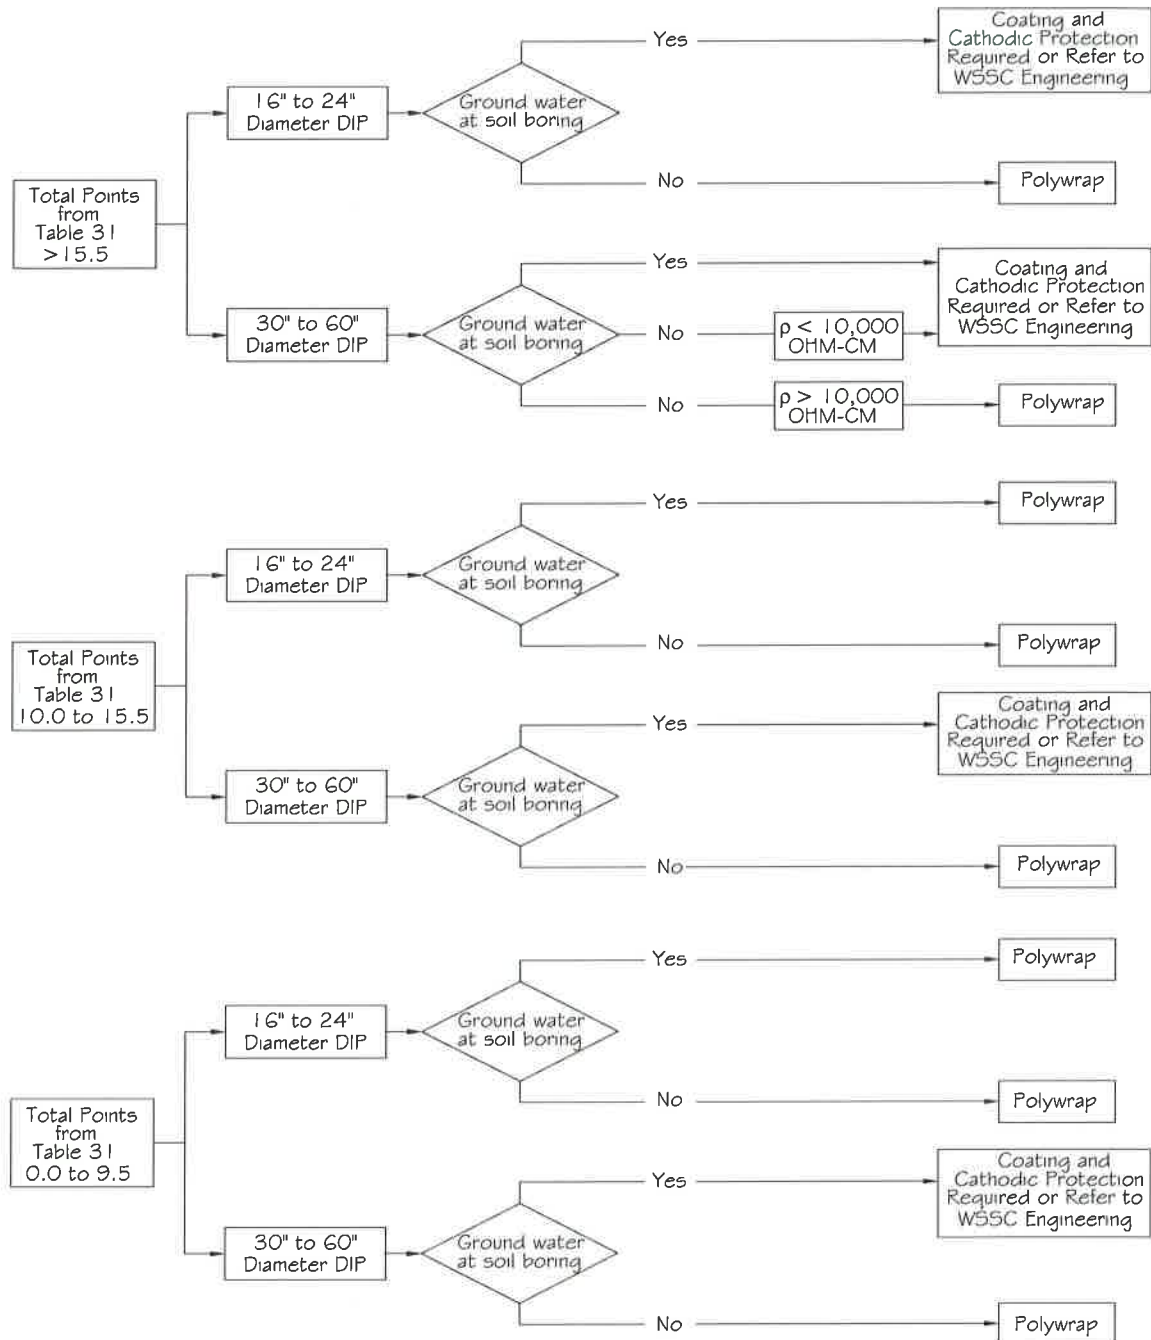 Yes
Coating and
Cathodic Protection
Required or Refer to
WSSC Engineering
16" to 24"
Diameter DIP
Ground water
at soil boring
No
Polywrap
Total Points
from
Table 31
>15.5
Yes
Coating and
Cathodic Protection
Required or Refer to
WSSC Engineering
30" to 60"
Diameter DIP
Ground water
at soil boring
No
ρ < 10,000
OHM-CM
No
ρ > 10,000
OHM-CM
Polywrap
Yes
Polywrap
16" to 24"
Diameter DIP
Ground water
at soil boring
No
Polywrap
Total Points
from
Table 31
10.0 to 15.5
Yes
Coating and
Cathodic Protection
Required or Refer to
WSSC Engineering
30" to 60"
Diameter DIP
Ground water
at soil boring
No
Polywrap
Yes
Polywrap
16" to 24"
Diameter DIP
Ground water
at soil boring
No
Polywrap
Total Points
from
Table 31
0.0 to 9.5
Yes
Coating and
Cathodic Protection
Required or Refer to
WSSC Engineering
30" to 60"
Diameter DIP
Ground water
at soil boring
No
Polywrap